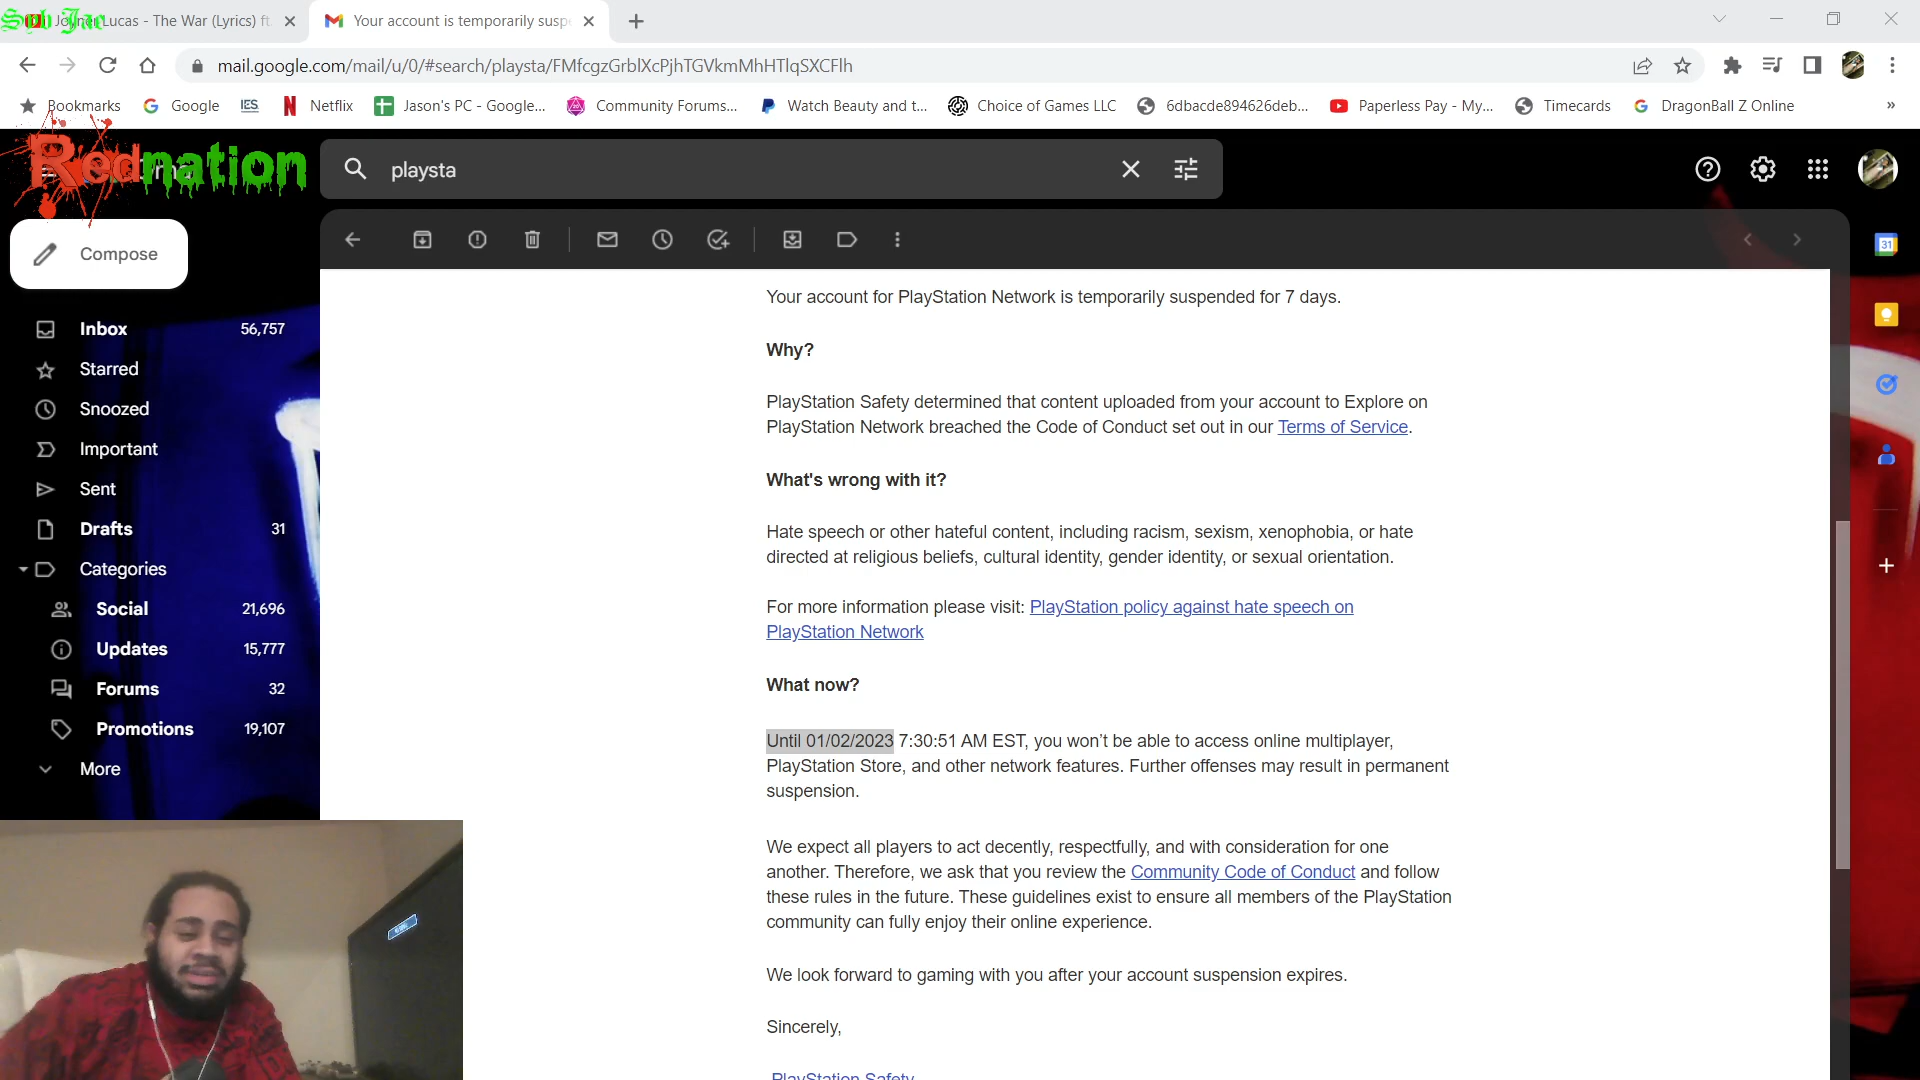 Joyner Lucas - The War (Lyrics) ft.
Your account is temporarily susp
mail.google.com/mail/u/0/#search/playsta/FMfcgzGrblXcPjhTGVkmMhHTlqSXCFlh
Bookmarks
Google
IES
Netflix
Jason's PC - Google...
Community Forums...
Watch Beauty and t...
Choice of Games LLC
6dbacde894626deb...
Paperless Pay - My...
Timecards
DragonBall Z Online
»
Rednation
playsta
Compose
31
Inbox 56,757
Starred
Snoozed
Important
Sent
Drafts 31
Categories
Social 21,696
Updates 15,777
Forums 32
Promotions 19,107
More
Your account for PlayStation Network is temporarily suspended for 7 days.
Why?
PlayStation Safety determined that content uploaded from your account to Explore on
PlayStation Network breached the Code of Conduct set out in our Terms of Service.
What's wrong with it?
Hate speech or other hateful content, including racism, sexism, xenophobia, or hate
directed at religious beliefs, cultural identity, gender identity, or sexual orientation.
For more information please visit: PlayStation policy against hate speech on
PlayStation Network
What now?
Until 01/02/2023 7:30:51 AM EST, you won't be able to access online multiplayer,
PlayStation Store, and other network features. Further offenses may result in permanent
suspension.
We expect all players to act decently, respectfully, and with consideration for one
another. Therefore, we ask that you review the Community Code of Conduct and follow
these rules in the future. These guidelines exist to ensure all members of the PlayStation
community can fully enjoy their online experience.
We look forward to gaming with you after your account suspension expires.
Sincerely,
PlayStation Safety